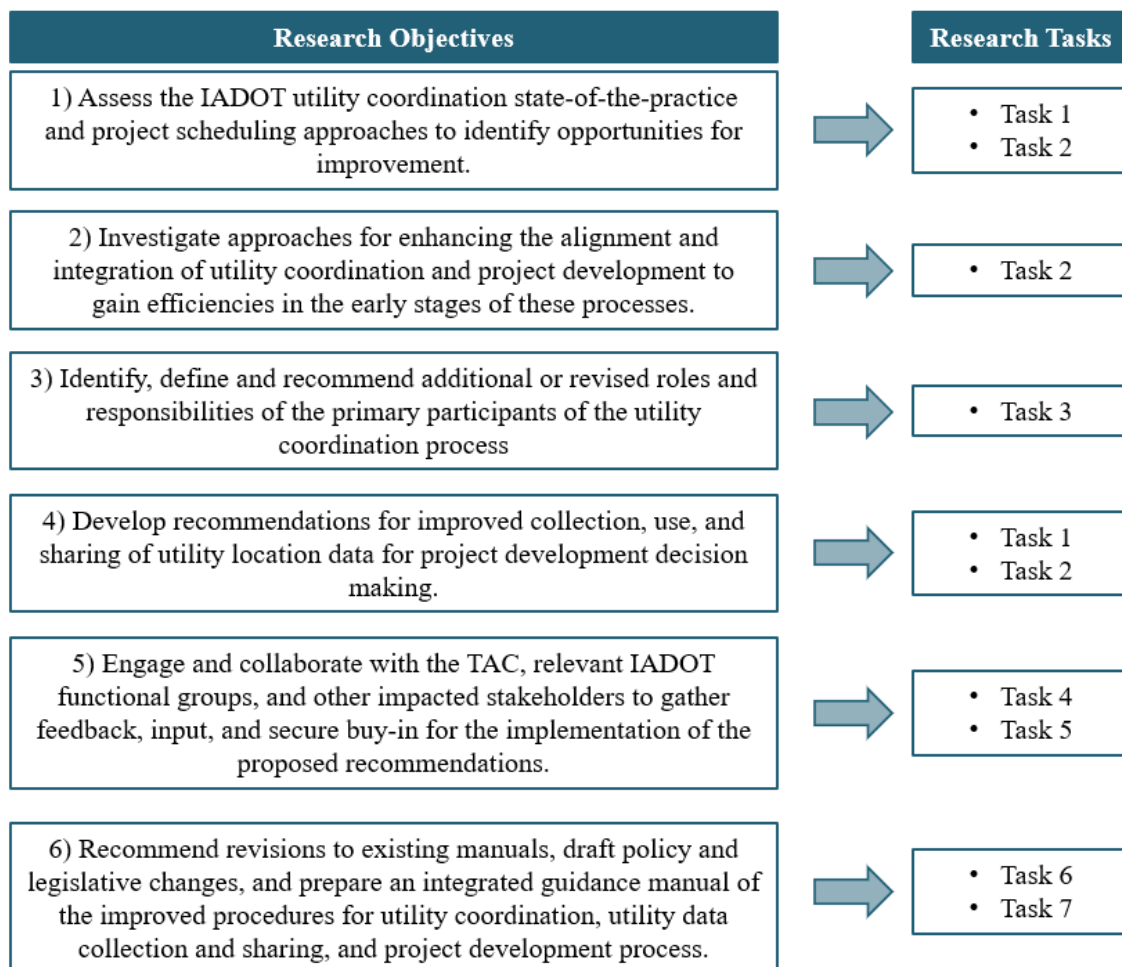 Research Objectives
Research Tasks
1) Assess the IADOT utility coordination state-of-the-practice
and project scheduling approaches to identify opportunities for
improvement.
• Task 1
• Task 2
2) Investigate approaches for enhancing the alignment and
integration of utility coordination and project development to
gain efficiencies in the early stages of these processes.
• Task 2
3) Identify, define and recommend additional or revised roles and
responsibilities of the primary participants of the utility
coordination process
• Task 3
4) Develop recommendations for improved collection, use, and
sharing of utility location data for project development decision
making.
• Task 1
• Task 2
5) Engage and collaborate with the TAC, relevant IADOT
functional groups, and other impacted stakeholders to gather
feedback, input, and secure buy-in for the implementation of the
proposed recommendations.
• Task 4
• Task 5
6) Recommend revisions to existing manuals, draft policy and
legislative changes, and prepare an integrated guidance manual of
the improved procedures for utility coordination, utility data
collection and sharing, and project development process.
• Task 6
• Task 7